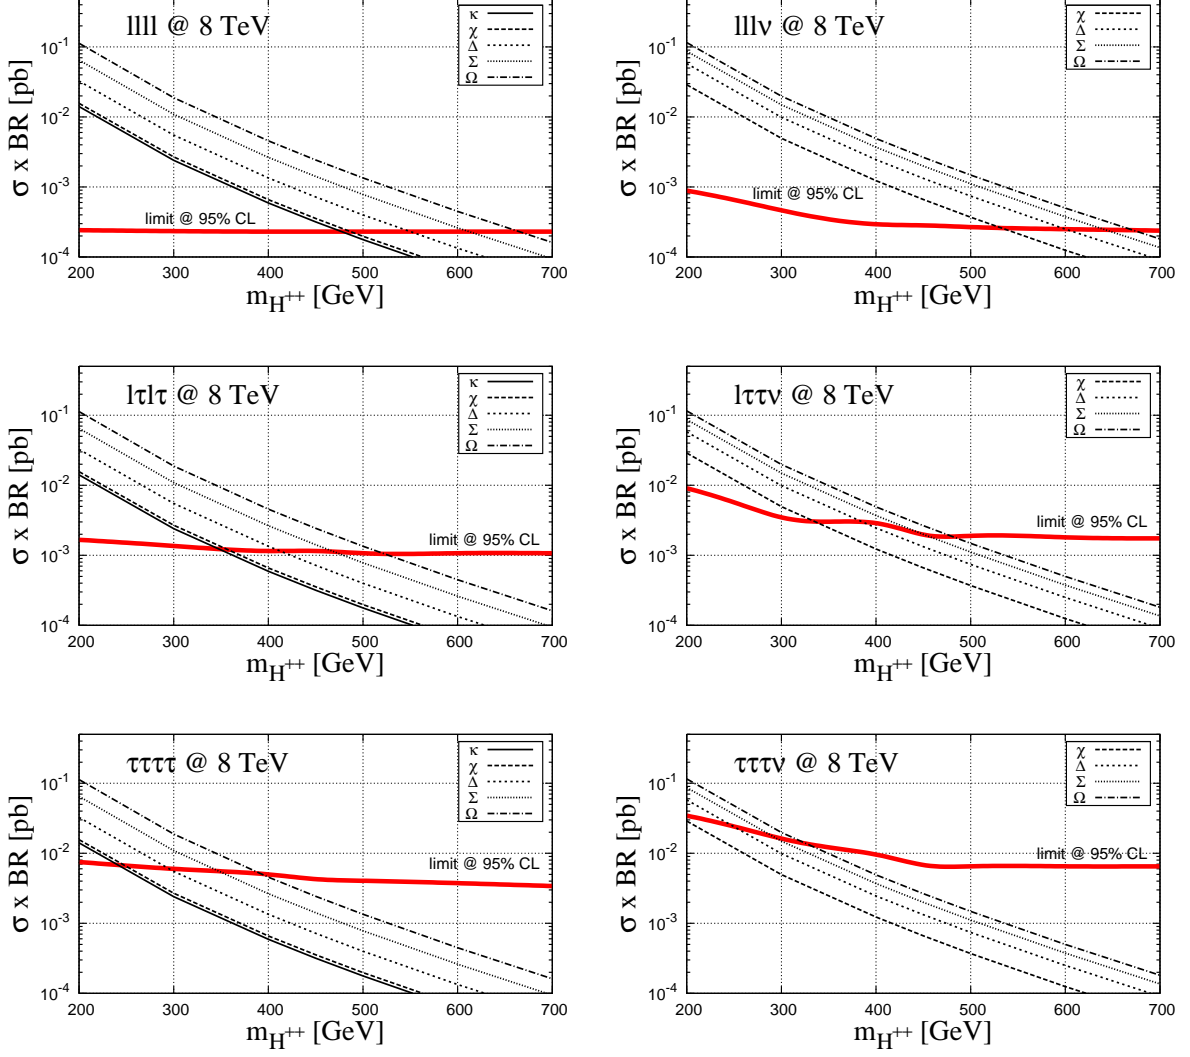 llll @ 8 TeV
κ
χ
Δ
Σ
Ω
limit @ 95% CL
σ x BR [pb]
10^-1
10^-2
10^-3
10^-4
200 300 400 500 600 700
m_H^++ [GeV]
lllν @ 8 TeV
χ
Δ
Σ
Ω
limit @ 95% CL
σ x BR [pb]
10^-1
10^-2
10^-3
10^-4
200 300 400 500 600 700
m_H^++ [GeV]
lτlτ @ 8 TeV
κ
χ
Δ
Σ
Ω
limit @ 95% CL
σ x BR [pb]
10^-1
10^-2
10^-3
10^-4
200 300 400 500 600 700
m_H^++ [GeV]
lττν @ 8 TeV
χ
Δ
Σ
Ω
limit @ 95% CL
σ x BR [pb]
10^-1
10^-2
10^-3
10^-4
200 300 400 500 600 700
m_H^++ [GeV]
ττττ @ 8 TeV
κ
χ
Δ
Σ
Ω
limit @ 95% CL
σ x BR [pb]
10^-1
10^-2
10^-3
10^-4
200 300 400 500 600 700
m_H^++ [GeV]
τττν @ 8 TeV
χ
Δ
Σ
Ω
limit @ 95% CL
σ x BR [pb]
10^-1
10^-2
10^-3
10^-4
200 300 400 500 600 700
m_H^++ [GeV]